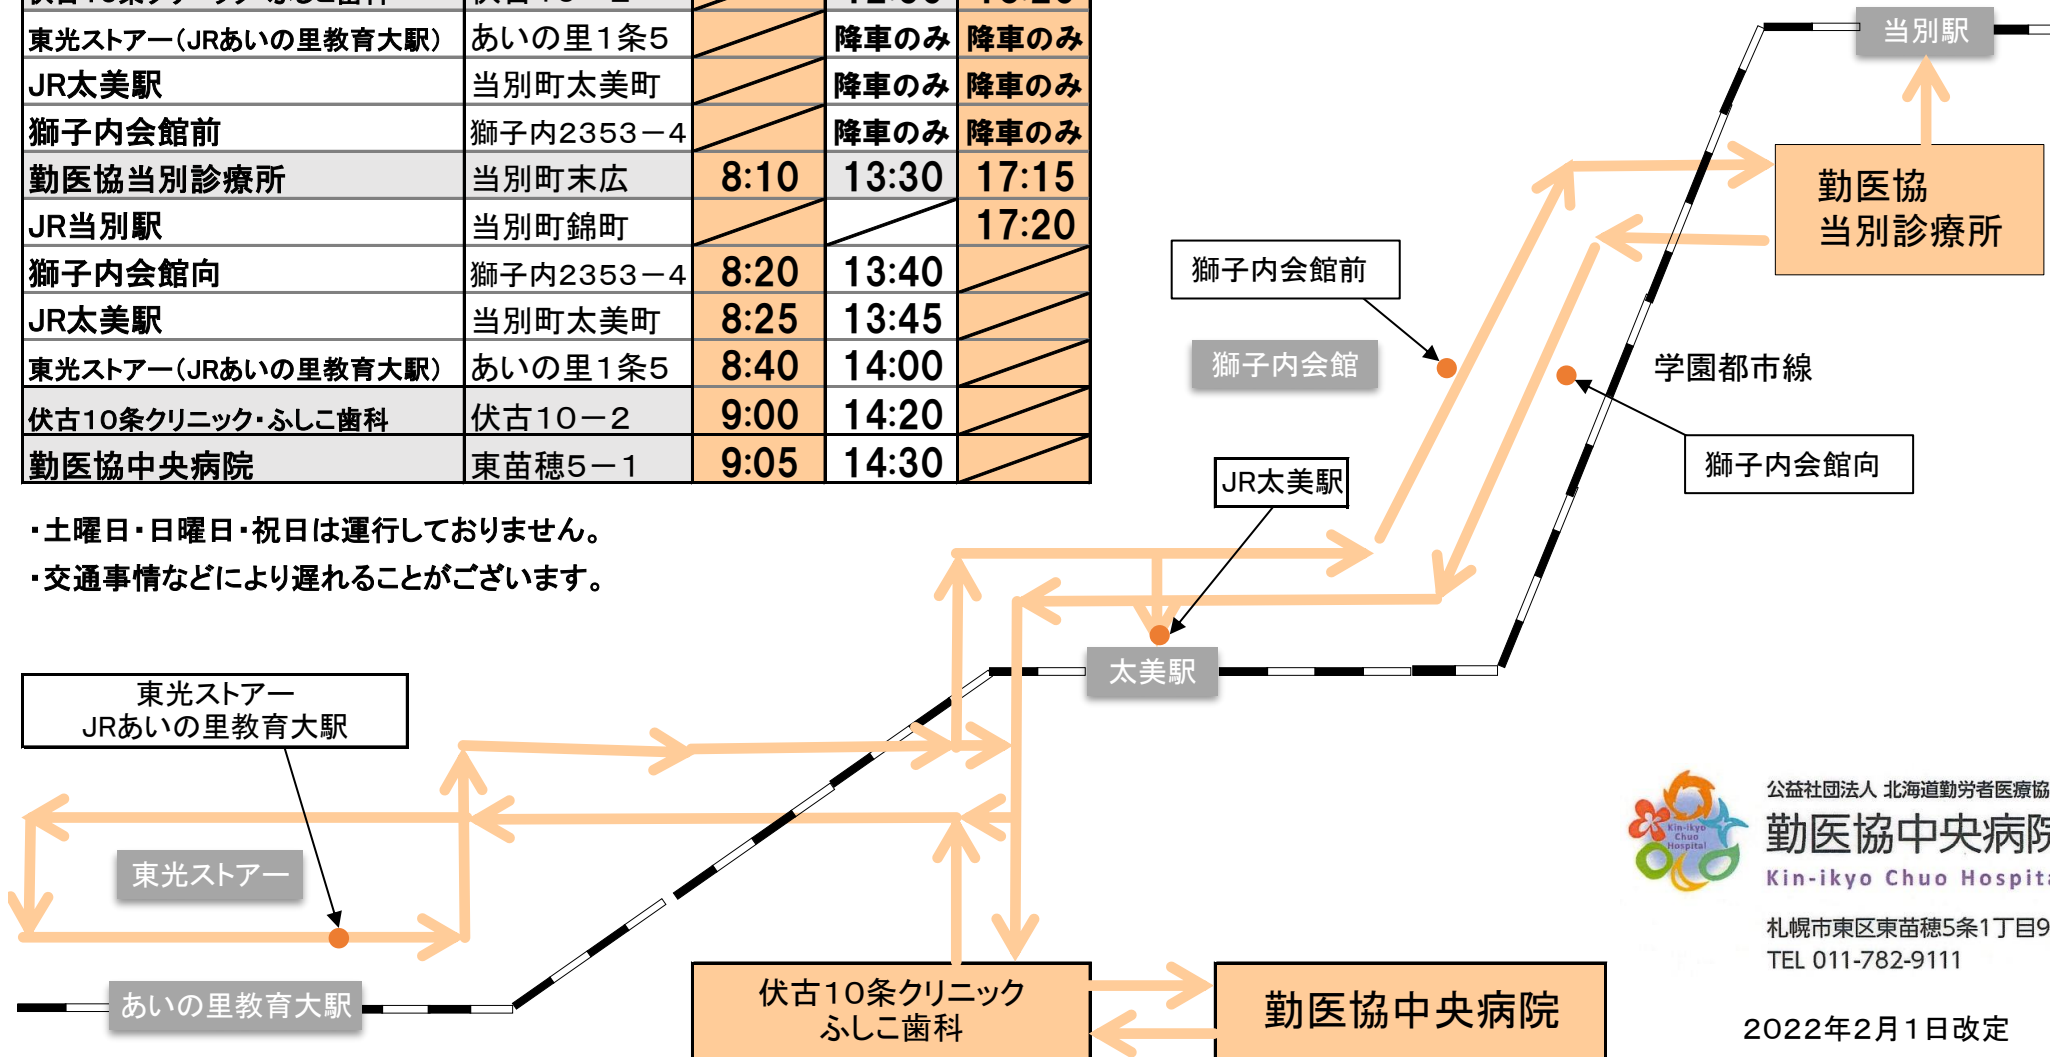 東光ストアー(JRあいの里教育大駅) あいの里1条5 降車のみ 降車のみ
JR太美駅 当別町太美町 降車のみ 降車のみ
獅子内会館前 獅子内2353-4 降車のみ 降車のみ
勤医協当別診療所 当別町末広 8:10 13:30 17:15
JR当別駅 当別町錦町 17:20
獅子内会館向 獅子内2353-4 8:20 13:40
JR太美駅 当別町太美町 8:25 13:45
東光ストアー(JRあいの里教育大駅) あいの里1条5 8:40 14:00
伏古10条クリニック・ふしこ歯科 伏古10-2 9:00 14:20
勤医協中央病院 東苗穂5-1 9:05 14:30
・土曜日・日曜日・祝日は運行しておりません。
・交通事情などにより遅れることがございます。
当別駅
勤医協
当別診療所
獅子内会館前
獅子内会館
学園都市線
獅子内会館向
JR太美駅
太美駅
東光ストアー
JRあいの里教育大駅
東光ストアー
あいの里教育大駅
伏古10条クリニック
ふしこ歯科
勤医協中央病院
Kin-ikyo
Chuo
Hospital
公益社団法人 北海道勤労者医療協
勤医協中央病院
Kin-ikyo Chuo Hospita
札幌市東区東苗穂5条1丁目9
TEL 011-782-9111
2022年2月1日改定